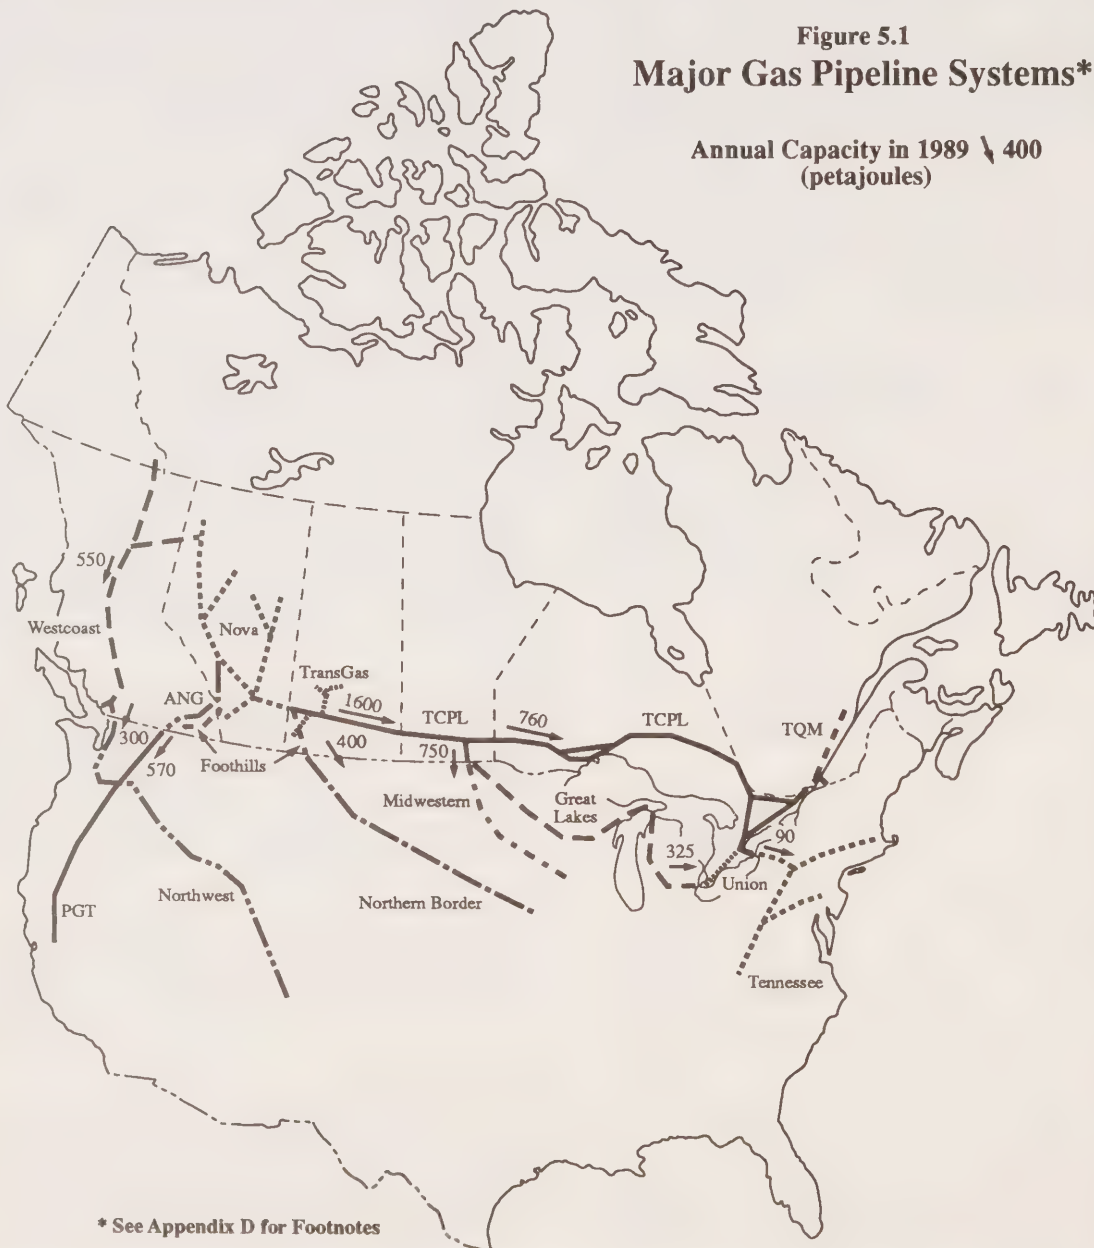 Figure 5.1
Major Gas Pipeline Systems*
Annual Capacity in 1989 400
(petajoules)
550
Westcoast
Nova
TransGas
ANG
1600
TCPL
760
TCPL
TQM
300
570
Foothills
400
750
Midwestern
Great
Lakes
325
90
Union
PGT
Northwest
Northern Border
Tennessee
* See Appendix D for Footnotes